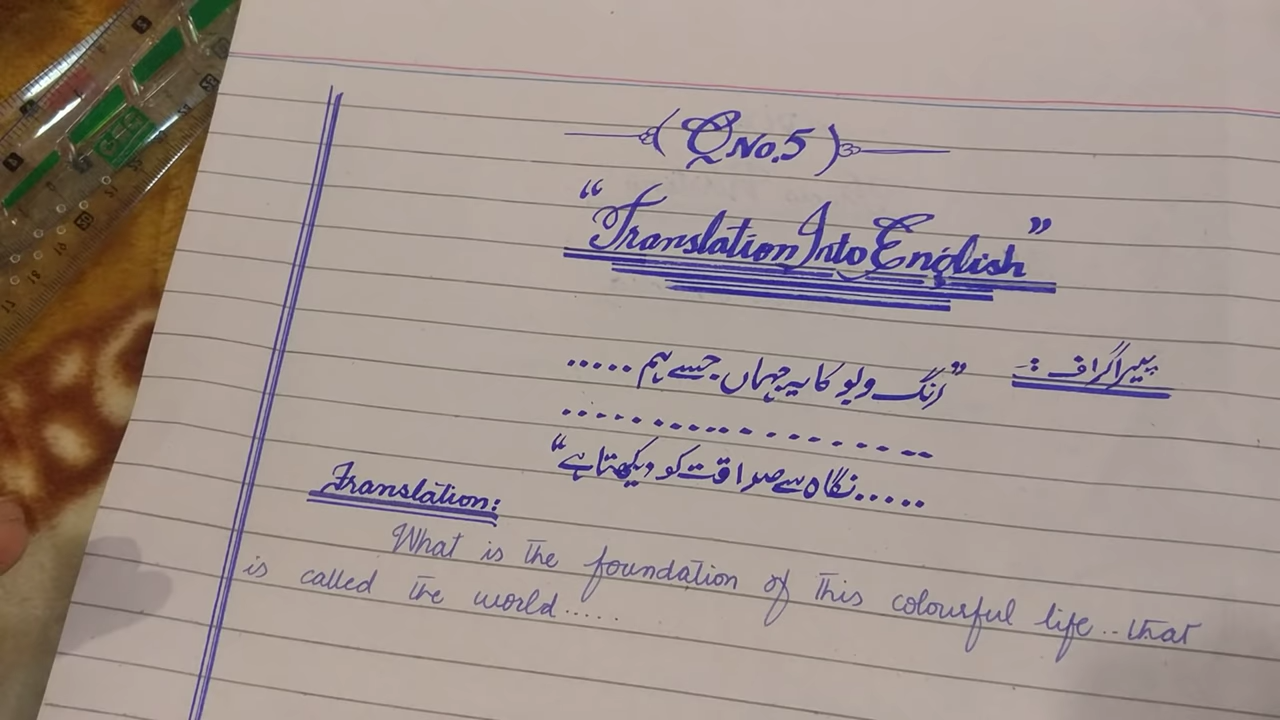 (Q No.5)
"Translation Into English"
پیراگراف :-
"رنگ و بو کا یہ جہاں جسے ہم .....
..................
..... نگاہ سے صداقت کو دیکھتا ہے"
Translation:
What is the foundation of this colourful life..that
is called the world.....